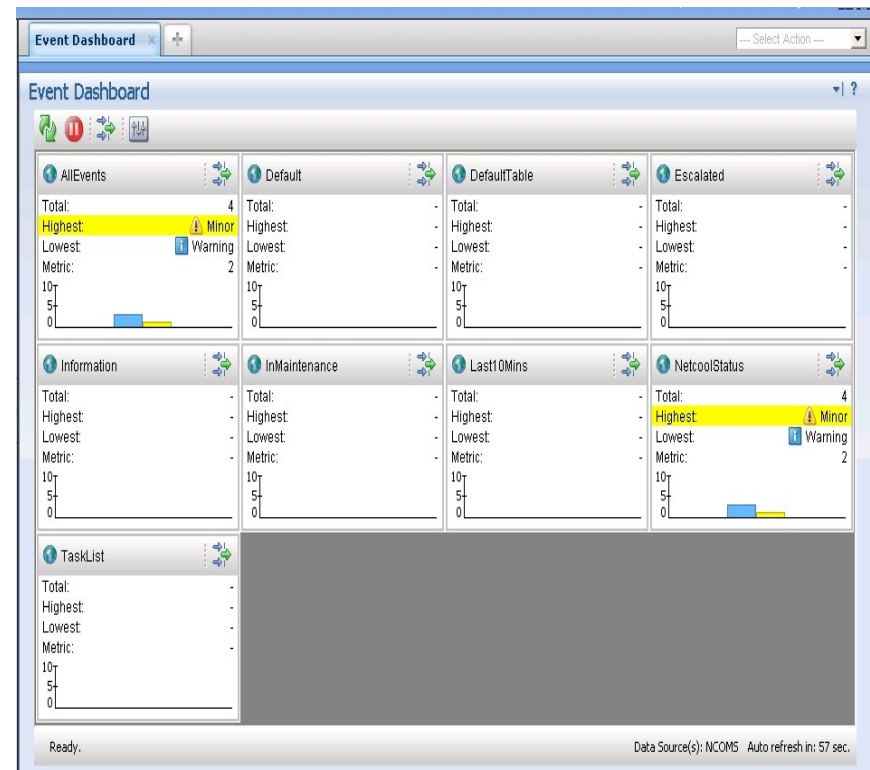 Event Dashboard
--- Select Action ---
Event Dashboard
?
AllEvents
Total: 4
Highest: Minor
Lowest: Warning
Metric: 2
10
5
0
Default
Total: -
Highest: -
Lowest: -
Metric: -
10
5
0
DefaultTable
Total: -
Highest: -
Lowest: -
Metric: -
10
5
0
Escalated
Total: -
Highest: -
Lowest: -
Metric: -
10
5
0
Information
Total: -
Highest: -
Lowest: -
Metric: -
10
5
0
InMaintenance
Total: -
Highest: -
Lowest: -
Metric: -
10
5
0
Last10Mins
Total: -
Highest: -
Lowest: -
Metric: -
10
5
0
NetcoolStatus
Total: 4
Highest: Minor
Lowest: Warning
Metric: 2
10
5
0
TaskList
Total: -
Highest: -
Lowest: -
Metric: -
10
5
0
Ready.
Data Source(s): NCOMS Auto refresh in: 57 sec.